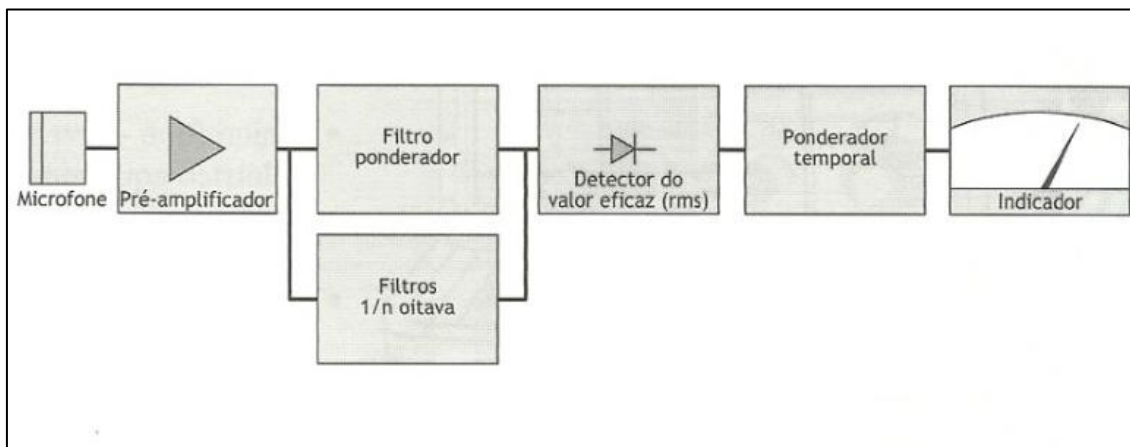 Microfone
Pré-amplificador
Filtro
ponderador
Filtros
1/n oitava
Detector do
valor eficaz (rms)
Ponderador
temporal
Indicador